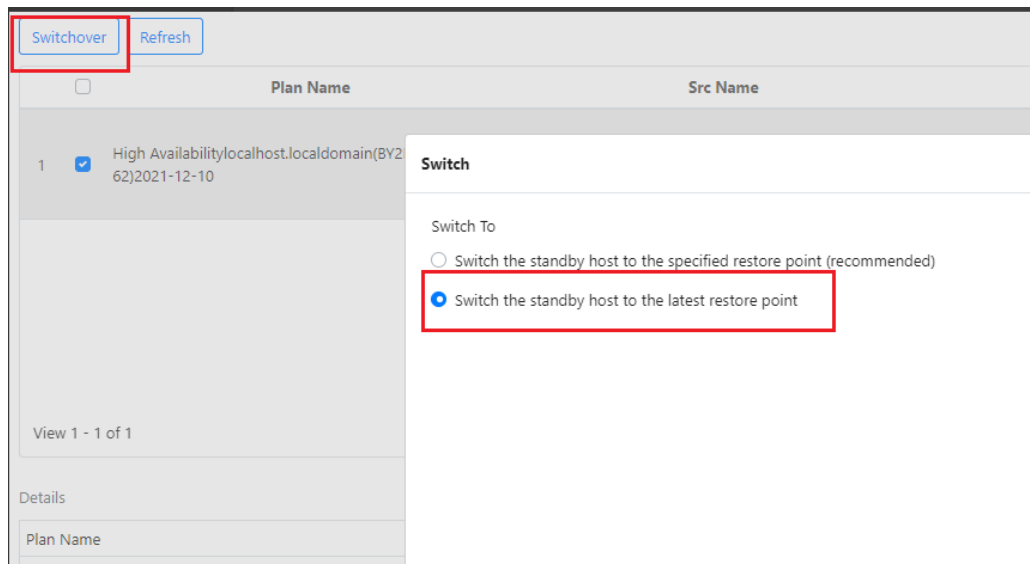 Switchover Refresh
Plan Name Src Name
1 High Availabilitylocalhost.localdomain(BY2
62)2021-12-10
Switch
Switch To
Switch the standby host to the specified restore point (recommended)
Switch the standby host to the latest restore point
View 1 - 1 of 1
Details
Plan Name